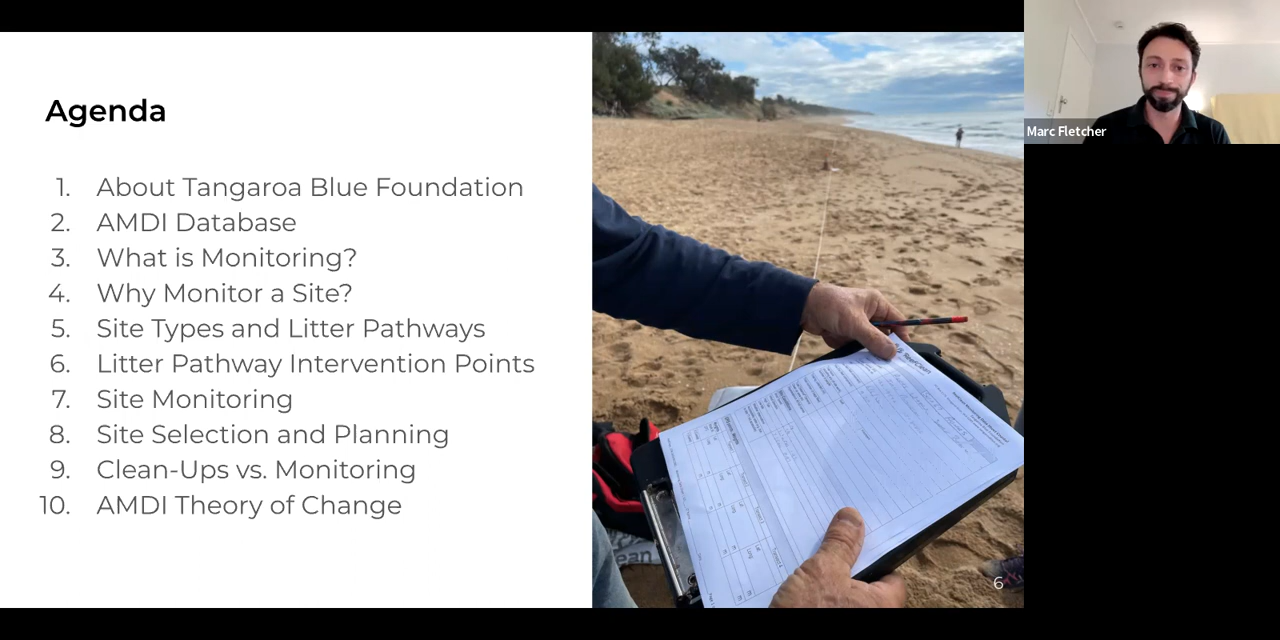 Agenda
1. About Tangaroa Blue Foundation
2. AMDI Database
3. What is Monitoring?
4. Why Monitor a Site?
5. Site Types and Litter Pathways
6. Litter Pathway Intervention Points
7. Site Monitoring
8. Site Selection and Planning
9. Clean-Ups vs. Monitoring
10. AMDI Theory of Change
Marc Fletcher
ReefClean
6